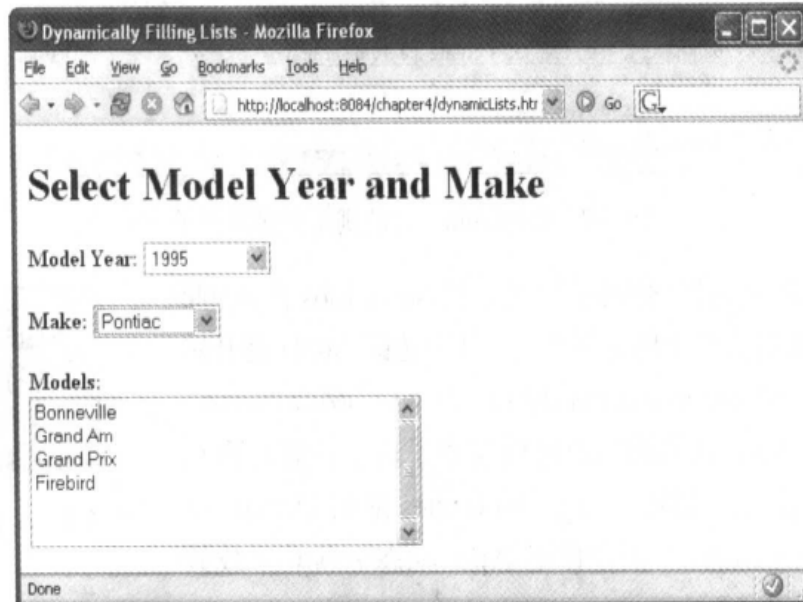 Dynamically Filling Lists - Mozilla Firefox
File Edit View Go Bookmarks Tools Help
http://localhost:8084/chapter4/dynamicLists.htm Go G
Select Model Year and Make
Model Year: 1995
Make: Pontiac
Models:
Bonneville
Grand Am
Grand Prix
Firebird
Done